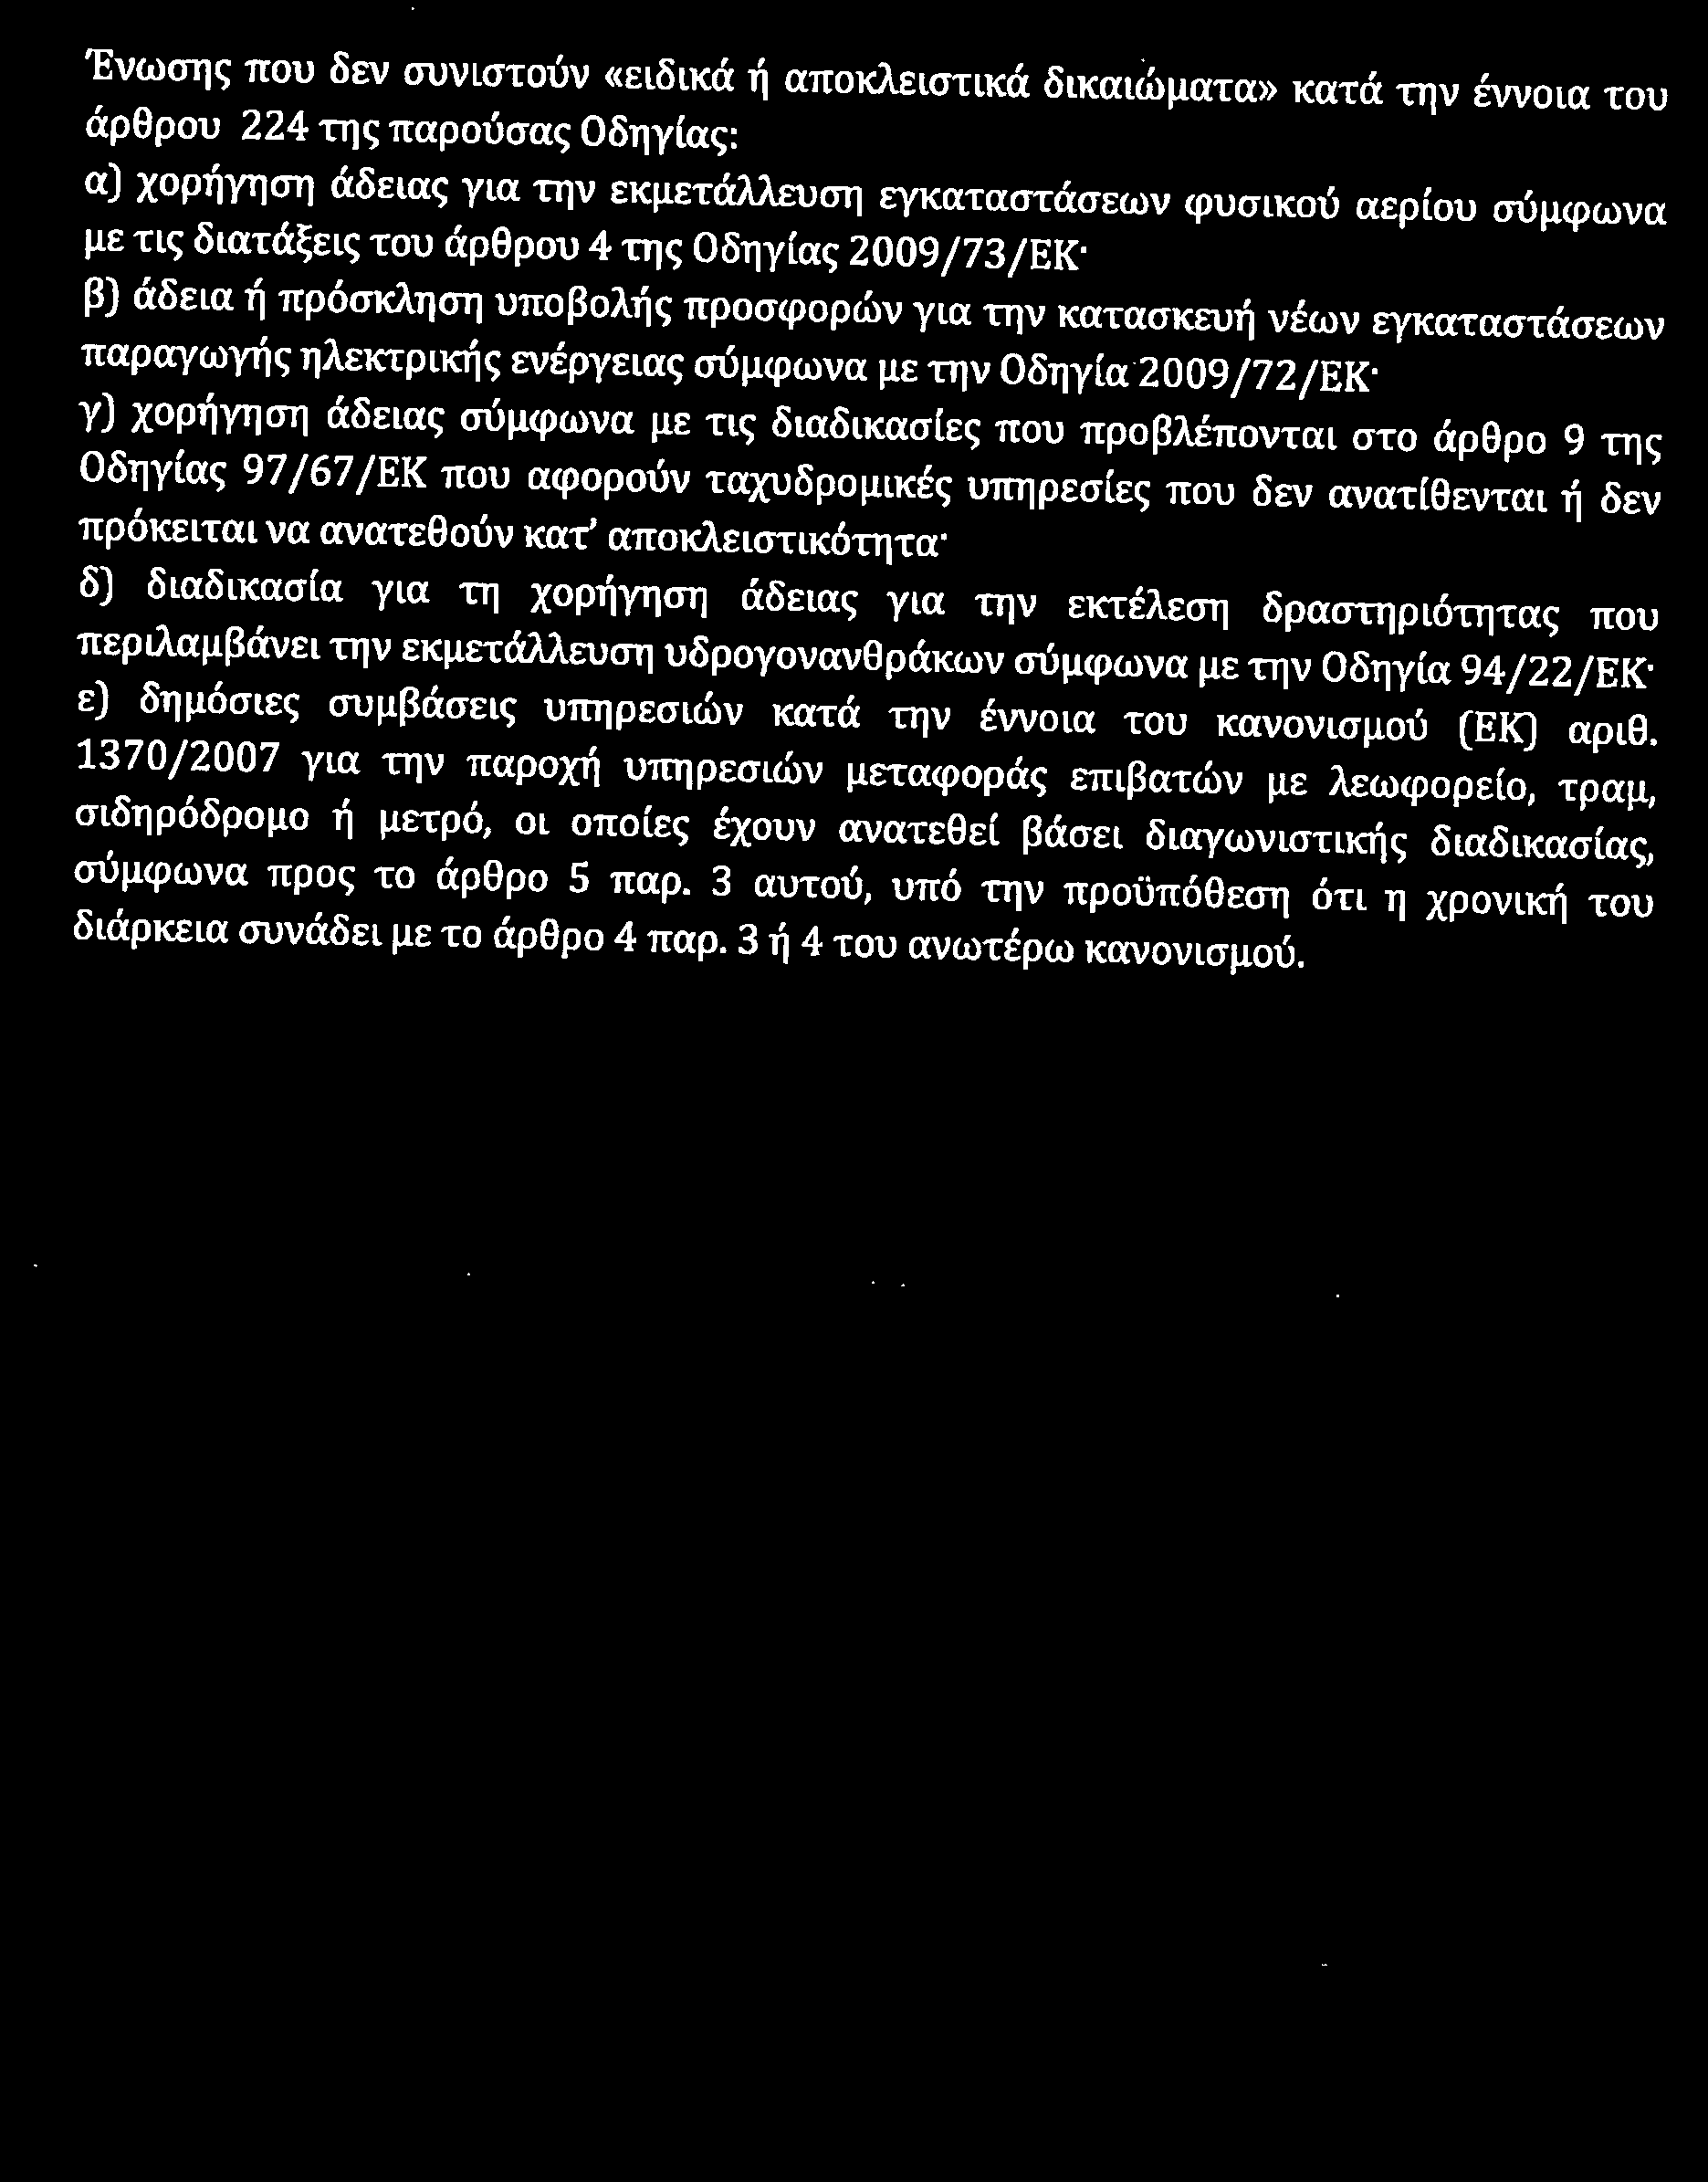 Ένωσης που δεν συνιστούν «ειδικά ή αποκλειστικά δικαιώματα» κατά την έννοια του
άρθρου 224 της παρούσας Οδηγίας:
α) χορήγηση άδειας για την εκμετάλλευση εγκαταστάσεων φυσικού αερίου σύμφωνα
με τις διατάξεις του άρθρου 4 της Οδηγίας 2009/73/ΕΚ·
β) άδεια ή πρόσκληση υποβολής προσφορών για την κατασκευή νέων εγκαταστάσεων
παραγωγής ηλεκτρικής ενέργειας σύμφωνα με την Οδηγία 2009/72/ΕΚ·
γ) χορήγηση άδειας σύμφωνα με τις διαδικασίες που προβλέπονται στο άρθρο 9 της
Οδηγίας 97/67/ΕΚ που αφορούν ταχυδρομικές υπηρεσίες που δεν ανατίθενται ή δεν
πρόκειται να ανατεθούν κατ’ αποκλειστικότητα·
δ) διαδικασία για τη χορήγηση άδειας για την εκτέλεση δραστηριότητας που
περιλαμβάνει την εκμετάλλευση υδρογονανθράκων σύμφωνα με την Οδηγία 94/22/ΕΚ·
ε) δημόσιες συμβάσεις υπηρεσιών κατά την έννοια του κανονισμού (ΕΚ) αριθ.
1370/2007 για την παροχή υπηρεσιών μεταφοράς επιβατών με λεωφορείο, τραμ,
σιδηρόδρομο ή μετρό, οι οποίες έχουν ανατεθεί βάσει διαγωνιστικής διαδικασίας,
σύμφωνα προς το άρθρο 5 παρ. 3 αυτού, υπό την προϋπόθεση ότι η χρονική του
διάρκεια συνάδει με το άρθρο 4 παρ. 3 ή 4 του ανωτέρω κανονισμού.